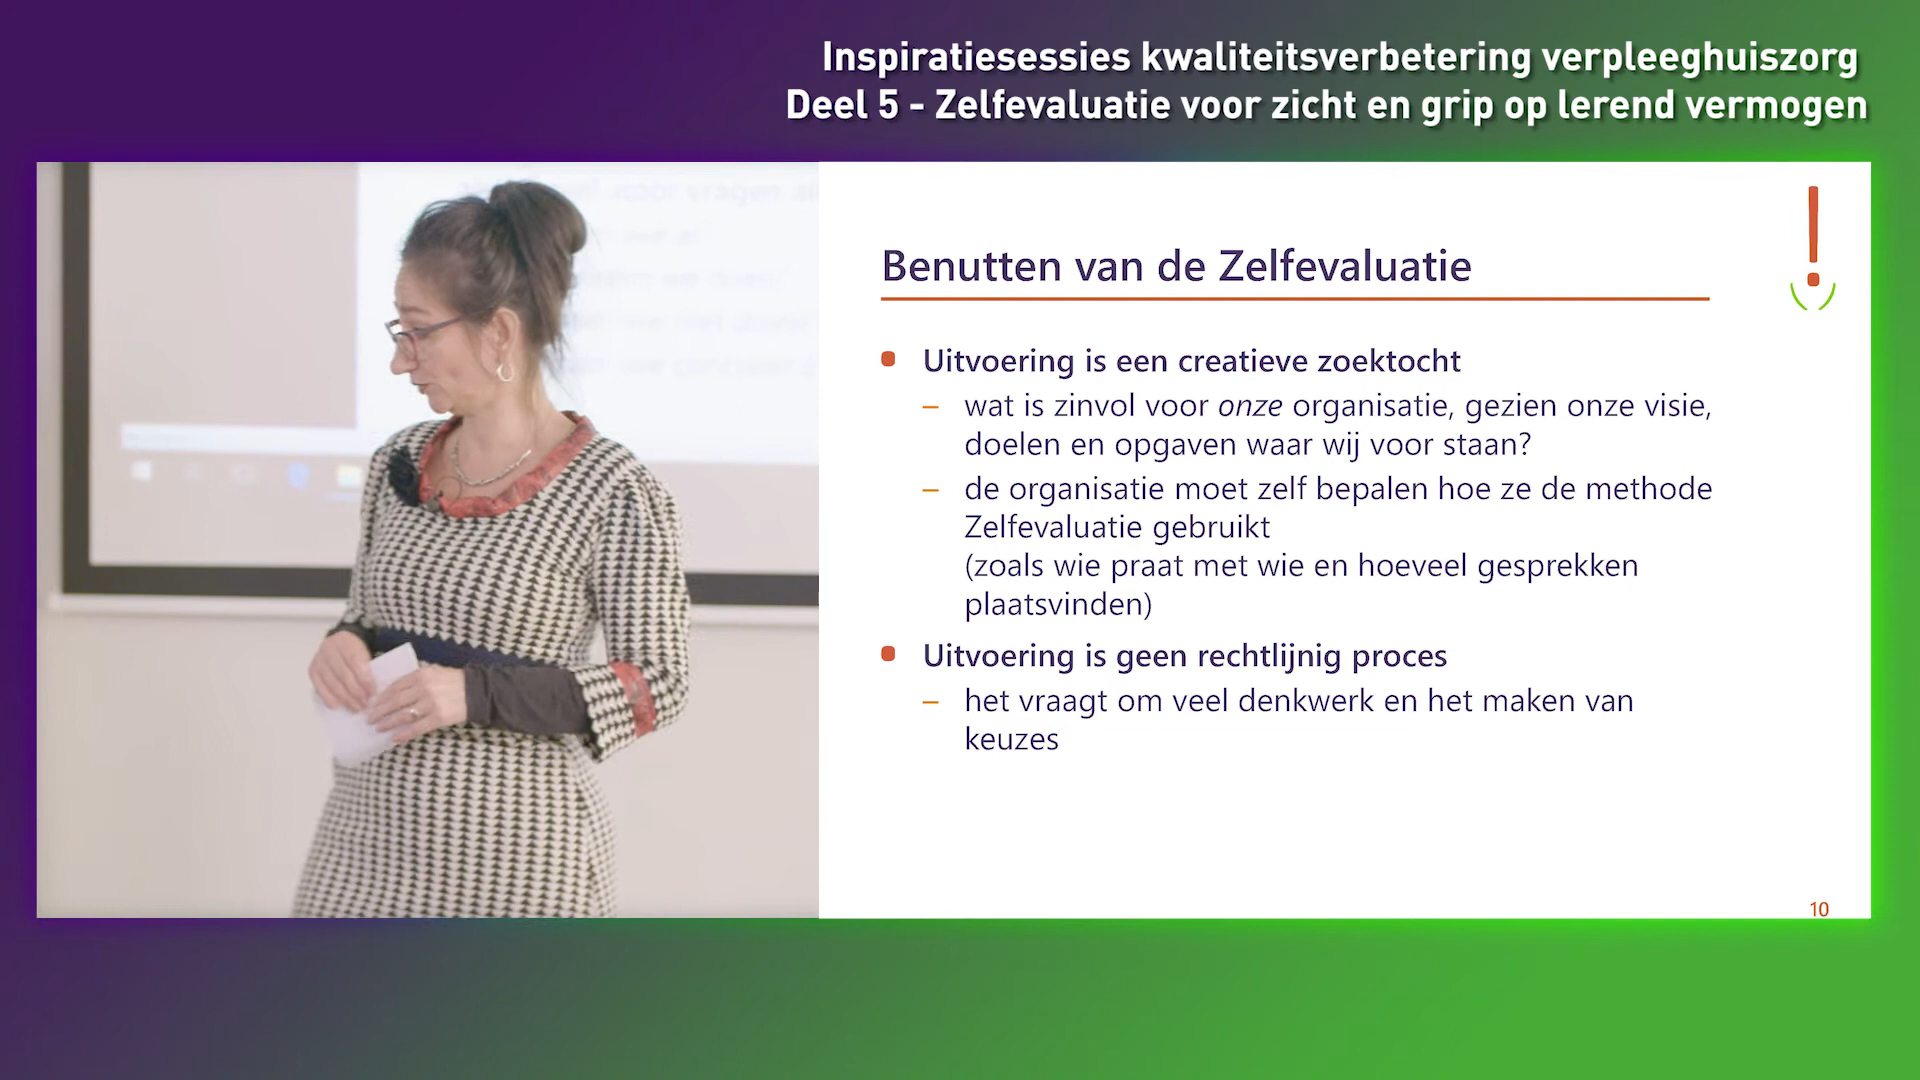 Inspiratiesessies kwaliteitsverbetering verpleeghuiszorg
Deel 5 - Zelfevaluatie voor zicht en grip op lerend vermogen
Benutten van de Zelfevaluatie
Uitvoering is een creatieve zoektocht
– wat is zinvol voor onze organisatie, gezien onze visie,
doelen en opgaven waar wij voor staan?
– de organisatie moet zelf bepalen hoe ze de methode
Zelfevaluatie gebruikt
(zoals wie praat met wie en hoeveel gesprekken
plaatsvinden)
Uitvoering is geen rechtlijnig proces
– het vraagt om veel denkwerk en het maken van
keuzes
10